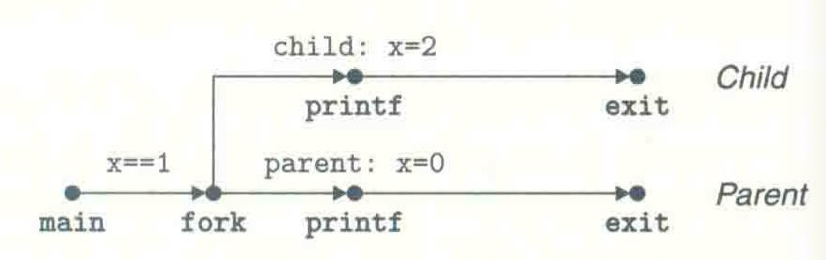 child: x=2
Child
printf
exit
x==1
parent: x=0
Parent
main
fork
printf
exit